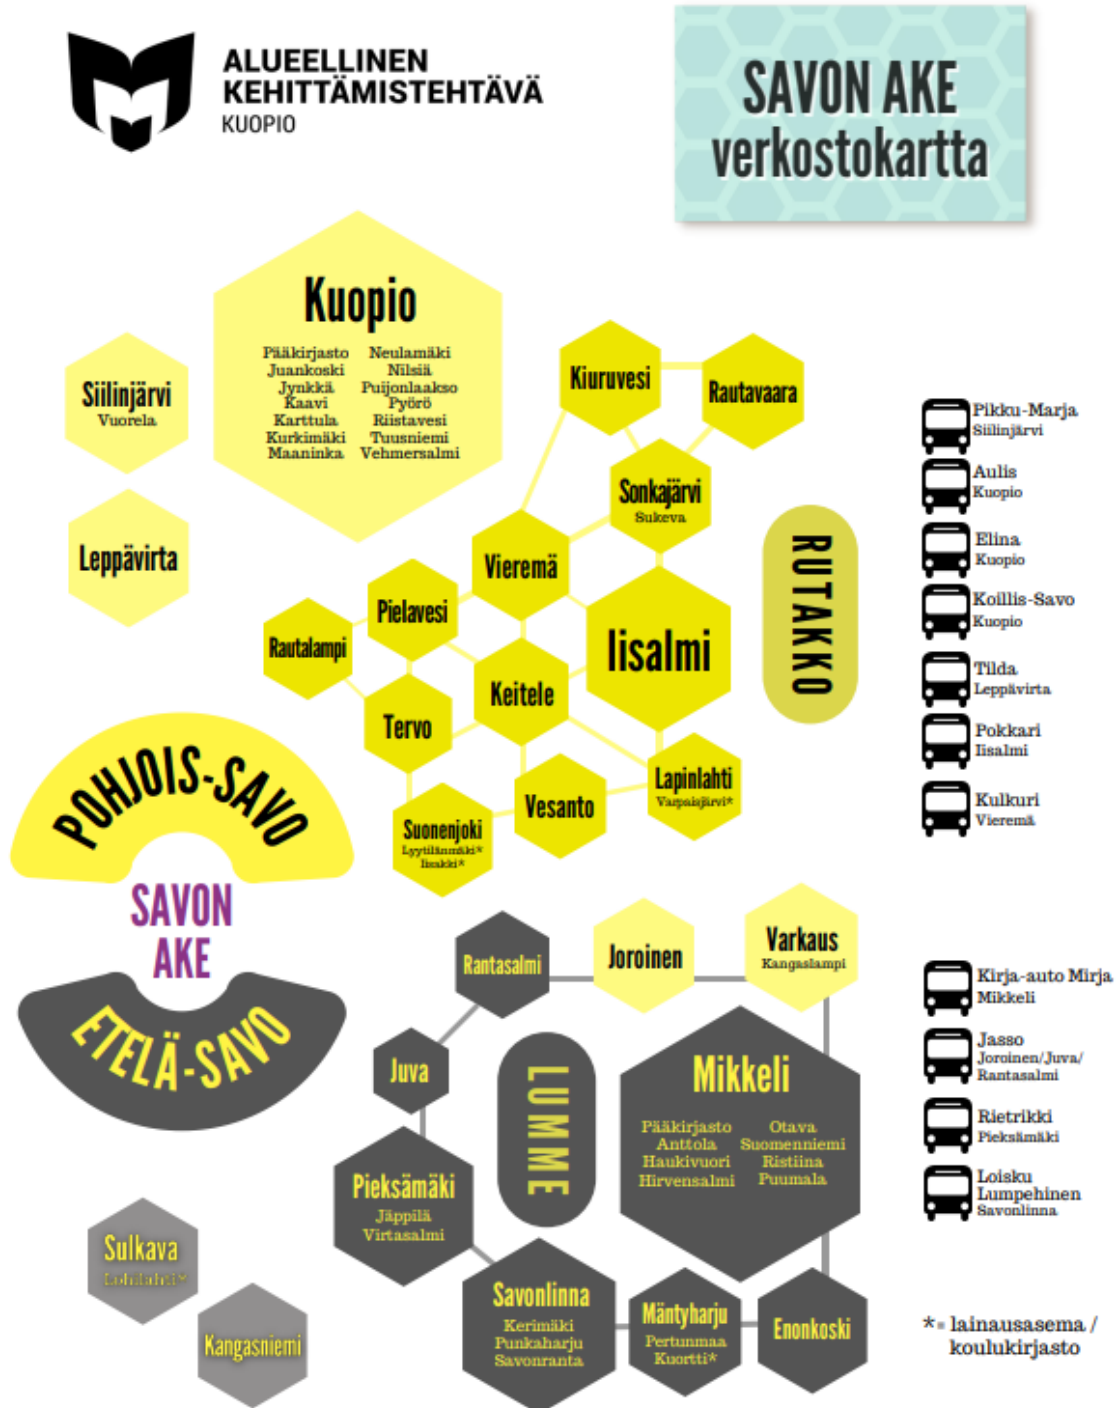 ALUEELLINEN
KEHITTÄMISTEHTÄVÄ
KUOPIO
SAVON AKE
verkostokartta
Kuopio
Pääkirjasto Neulamäki
Juankoski Nilsiä
Jynkkä Puijonlaakso
Kaavi Pyörö
Karttula Riistavesi
Kurkimäki Tuusniemi
Maaninka Vehmersalmi
Siilinjärvi
Vuorela
Leppävirta
Kiuruvesi
Rautavaara
Sonkajärvi
Sukeva
Vieremä
Pielavesi
Rautalampi
Iisalmi
Keitele
Tervo
Lapinlahti
Varpaisjärvi*
Vesanto
Suonenjoki
Lyytilänmäki*
Iisakki*
RUTAKKO
Pikku-Marja
Siilinjärvi
Aulis
Kuopio
Elina
Kuopio
Koillis-Savo
Kuopio
Tilda
Leppävirta
Pokkari
Iisalmi
Kulkuri
Vieremä
POHJOIS-SAVO
SAVON
AKE
ETELÄ-SAVO
Rantasalmi
Joroinen
Varkaus
Kangaslampi
Juva
LUMME
Mikkeli
Pääkirjasto Otava
Anttola Suomenniemi
Haukivuori Ristiina
Hirvensalmi Puumala
Pieksämäki
Jäppilä
Virtasalmi
Sulkava
Lohilahti*
Kangasniemi
Savonlinna
Kerimäki
Punkaharju
Savonranta
Mäntyharju
Pertunmaa
Kuortti*
Enonkoski
Kirja-auto Mirja
Mikkeli
Jasso
Joroinen/Juva/
Rantasalmi
Rietrikki
Pieksämäki
Loisku
Lumpehinen
Savonlinna
*= lainausasema /
koulukirjasto